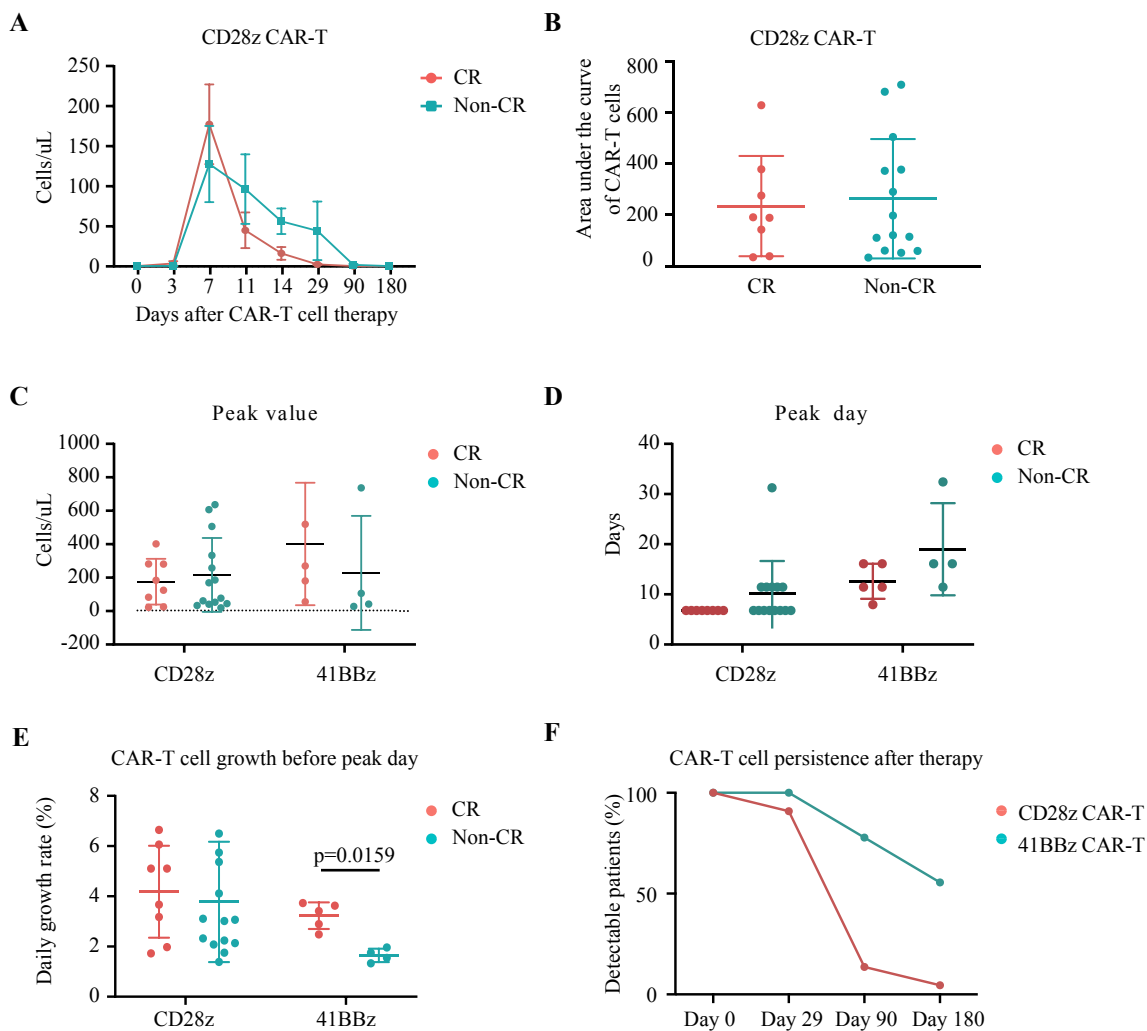 A
CD28z CAR-T
250
200
150
100
50
0
Cells/uL
0 3 7 11 14 29 90 180
Days after CAR-T cell therapy
CR
Non-CR
B
CD28z CAR-T
800
600
400
200
0
Area under the curve
of CAR-T cells
CR Non-CR
C
Peak value
1000
800
600
400
200
0
-200
Cells/uL
CD28z 41BBz
CR
Non-CR
D
Peak day
40
30
20
10
0
Days
CD28z 41BBz
CR
Non-CR
E
CAR-T cell growth before peak day
8
6
4
2
0
Daily growth rate (%)
p=0.0159
CD28z 41BBz
CR
Non-CR
F
CAR-T cell persistence after therapy
100
50
0
Detectable patients (%)
Day 0 Day 29 Day 90 Day 180
CD28z CAR-T
41BBz CAR-T